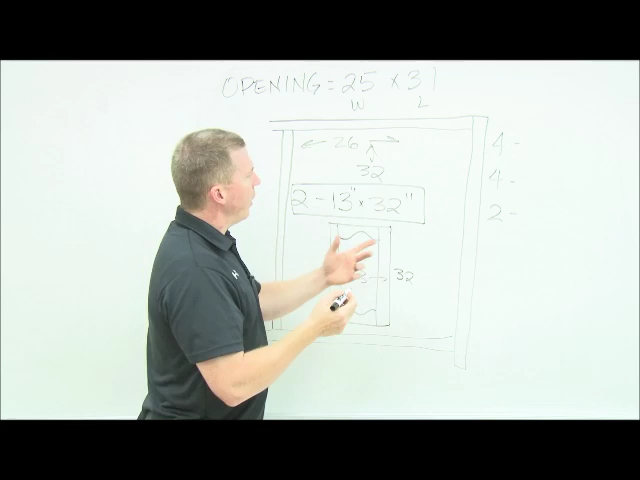 OPENING = 25 x 31
W L
26
32
2 - 13" x 32"
32
4 -
4 -
2 -